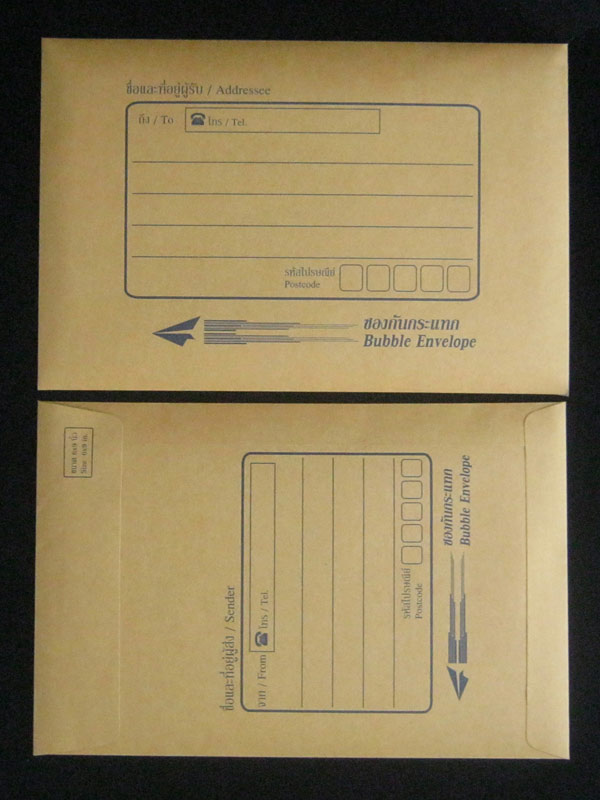 ชื่อและที่อยู่ผู้รับ / Addressee
ถึง / To
โทร / Tel.
รหัสไปรษณีย์
Postcode
ซองกันกระแทก
Bubble Envelope
ชื่อและที่อยู่ผู้ส่ง / Sender
จาก / From
โทร / Tel.
รหัสไปรษณีย์
Postcode
ซองกันกระแทก
Bubble Envelope